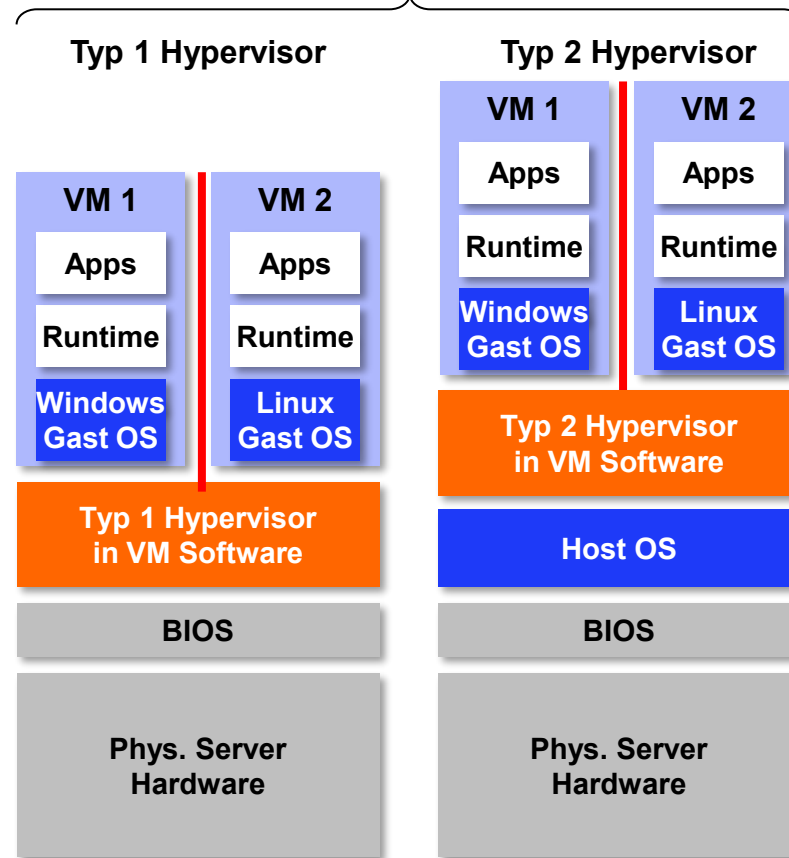 Typ 1 Hypervisor
VM 1
Apps
Runtime
Windows
Gast OS
VM 2
Apps
Runtime
Linux
Gast OS
Typ 1 Hypervisor
in VM Software
BIOS
Phys. Server
Hardware
Typ 2 Hypervisor
VM 1
Apps
Runtime
Windows
Gast OS
VM 2
Apps
Runtime
Linux
Gast OS
Typ 2 Hypervisor
in VM Software
Host OS
BIOS
Phys. Server
Hardware